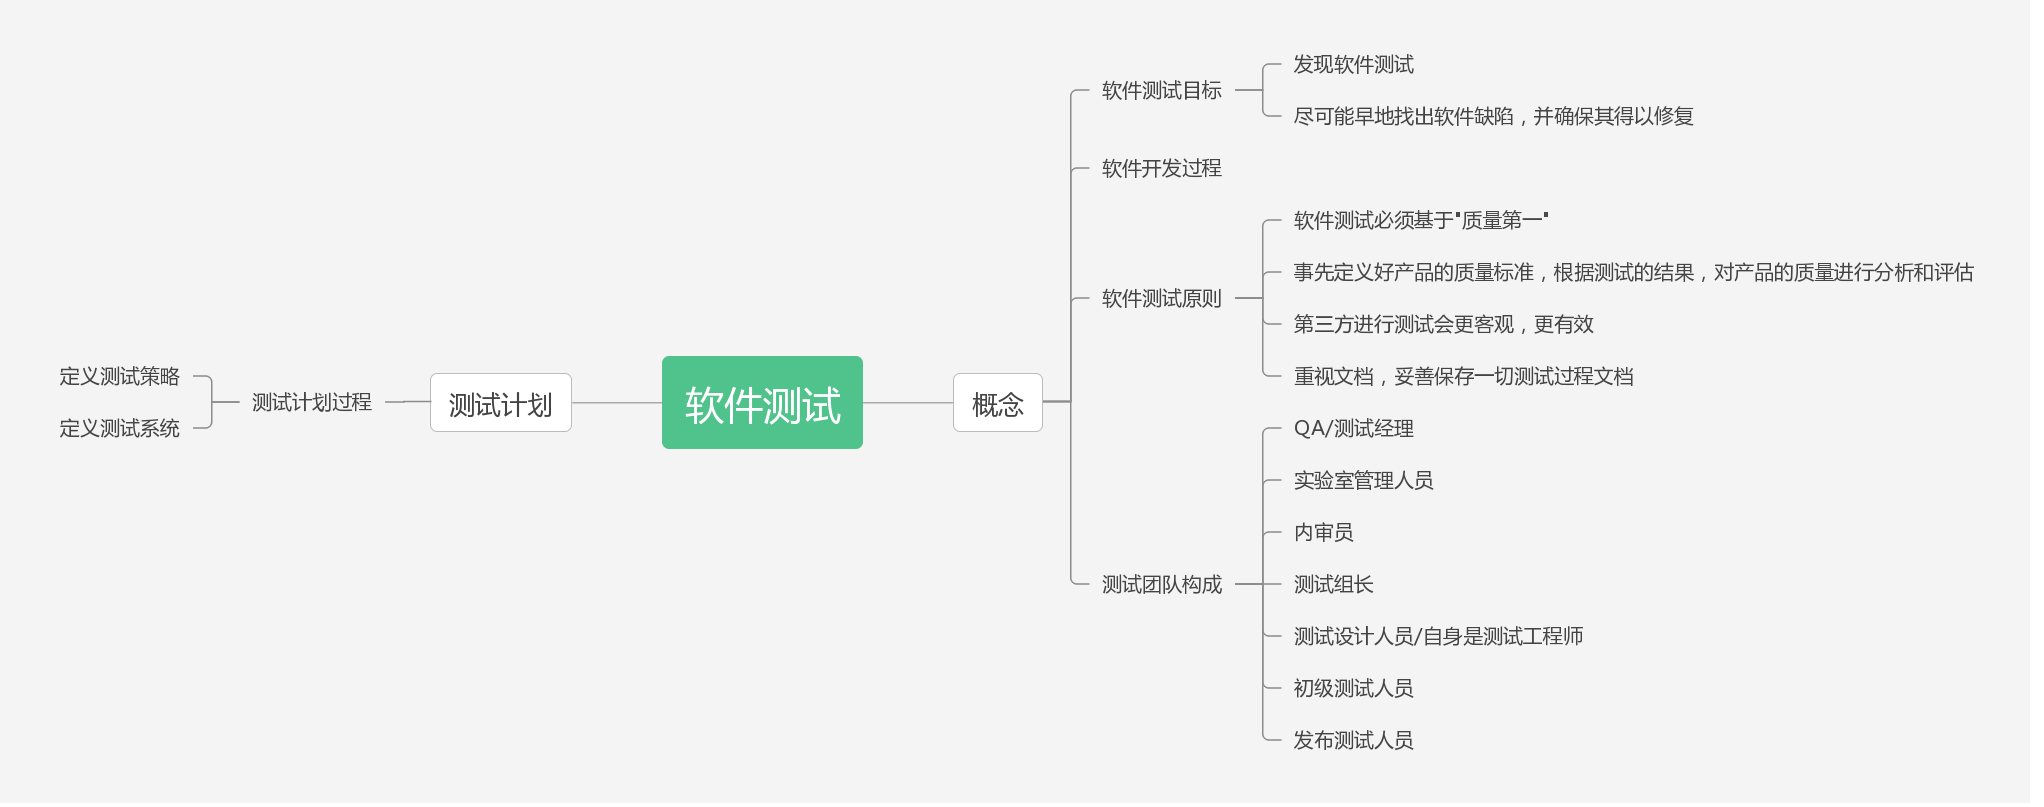 软件测试
概念
软件测试目标
发现软件测试
尽可能早地找出软件缺陷，并确保其得以修复
软件开发过程
软件测试原则
软件测试必须基于"质量第一"
事先定义好产品的质量标准，根据测试的结果，对产品的质量进行分析和评估
第三方进行测试会更客观，更有效
重视文档，妥善保存一切测试过程文档
测试团队构成
QA/测试经理
实验室管理人员
内审员
测试组长
测试设计人员/自身是测试工程师
初级测试人员
发布测试人员
测试计划
测试计划过程
定义测试策略
定义测试系统